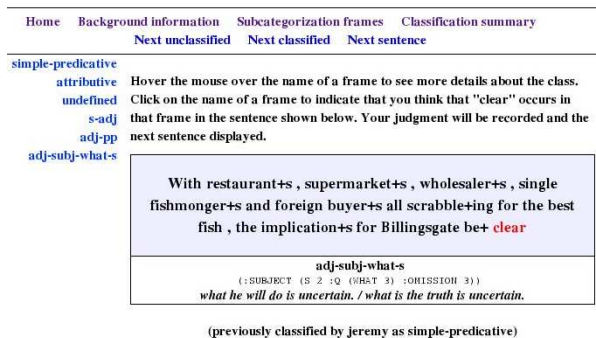 Home Background information Subcategorization frames Classification summary
Next unclassified Next classified Next sentence
simple-predicative
attributive
undefined
s-adj
adj-pp
adj-subj-what-s
Hover the mouse over the name of a frame to see more details about the class.
Click on the name of a frame to indicate that you think that "clear" occurs in
that frame in the sentence shown below. Your judgment will be recorded and the
next sentence displayed.
With restaurant+s , supermarket+s , wholesaler+s , single
fishmonger+s and foreign buyer+s all scrabble+ing for the best
fish , the implication+s for Billingsgate be+ clear
adj-subj-what-s
(:SUBJECT (S 2 :Q (WHAT 3) :OMISSION 3))
what he will do is uncertain. / what is the truth is uncertain.
(previously classified by jeremy as simple-predicative)